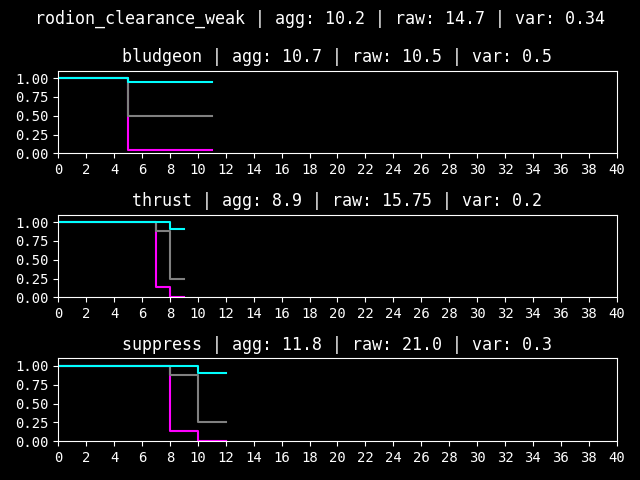 rodion_clearance_weak | agg: 10.2 | raw: 14.7 | var: 0.34
bludgeon | agg: 10.7 | raw: 10.5 | var: 0.5
1.00
0.75
0.50
0.25
0.00
0 2 4 6 8 10 12 14 16 18 20 22 24 26 28 30 32 34 36 38 40
thrust | agg: 8.9 | raw: 15.75 | var: 0.2
1.00
0.75
0.50
0.25
0.00
0 2 4 6 8 10 12 14 16 18 20 22 24 26 28 30 32 34 36 38 40
suppress | agg: 11.8 | raw: 21.0 | var: 0.3
1.00
0.75
0.50
0.25
0.00
0 2 4 6 8 10 12 14 16 18 20 22 24 26 28 30 32 34 36 38 40